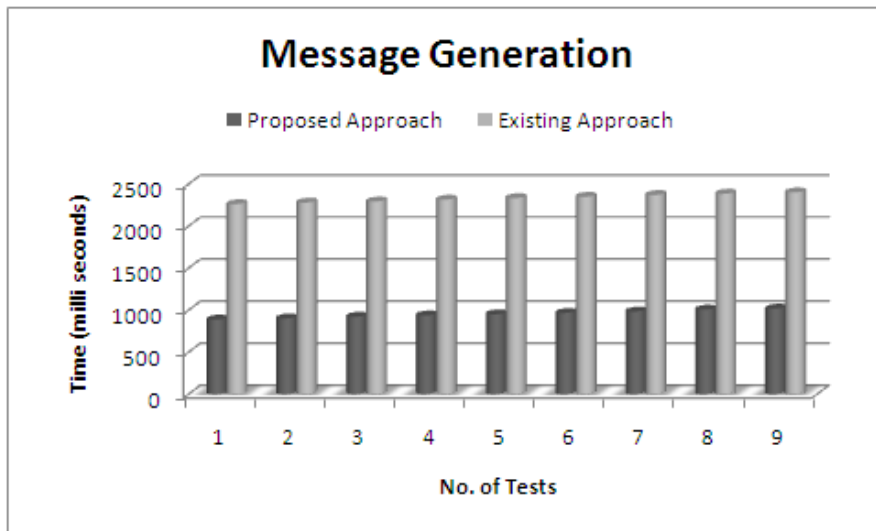 Message Generation
Proposed Approach Existing Approach
Time (milli seconds)
2500
2000
1500
1000
500
0
1 2 3 4 5 6 7 8 9
No. of Tests